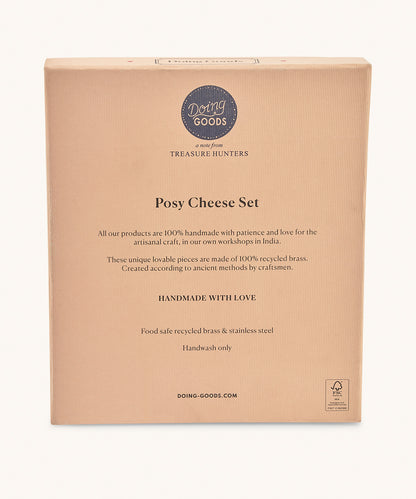 Doing Goods
Doing
GOODS
a note from
TREASURE HUNTERS
Posy Cheese Set
All our products are 100% handmade with patience and love for the
artisanal craft, in our own workshops in India.
These unique lovable pieces are made of 100% recycled brass.
Created according to ancient methods by craftsmen.
HANDMADE WITH LOVE
Food safe recycled brass & stainless steel
Handwash only
DOING-GOODS.COM
FSC